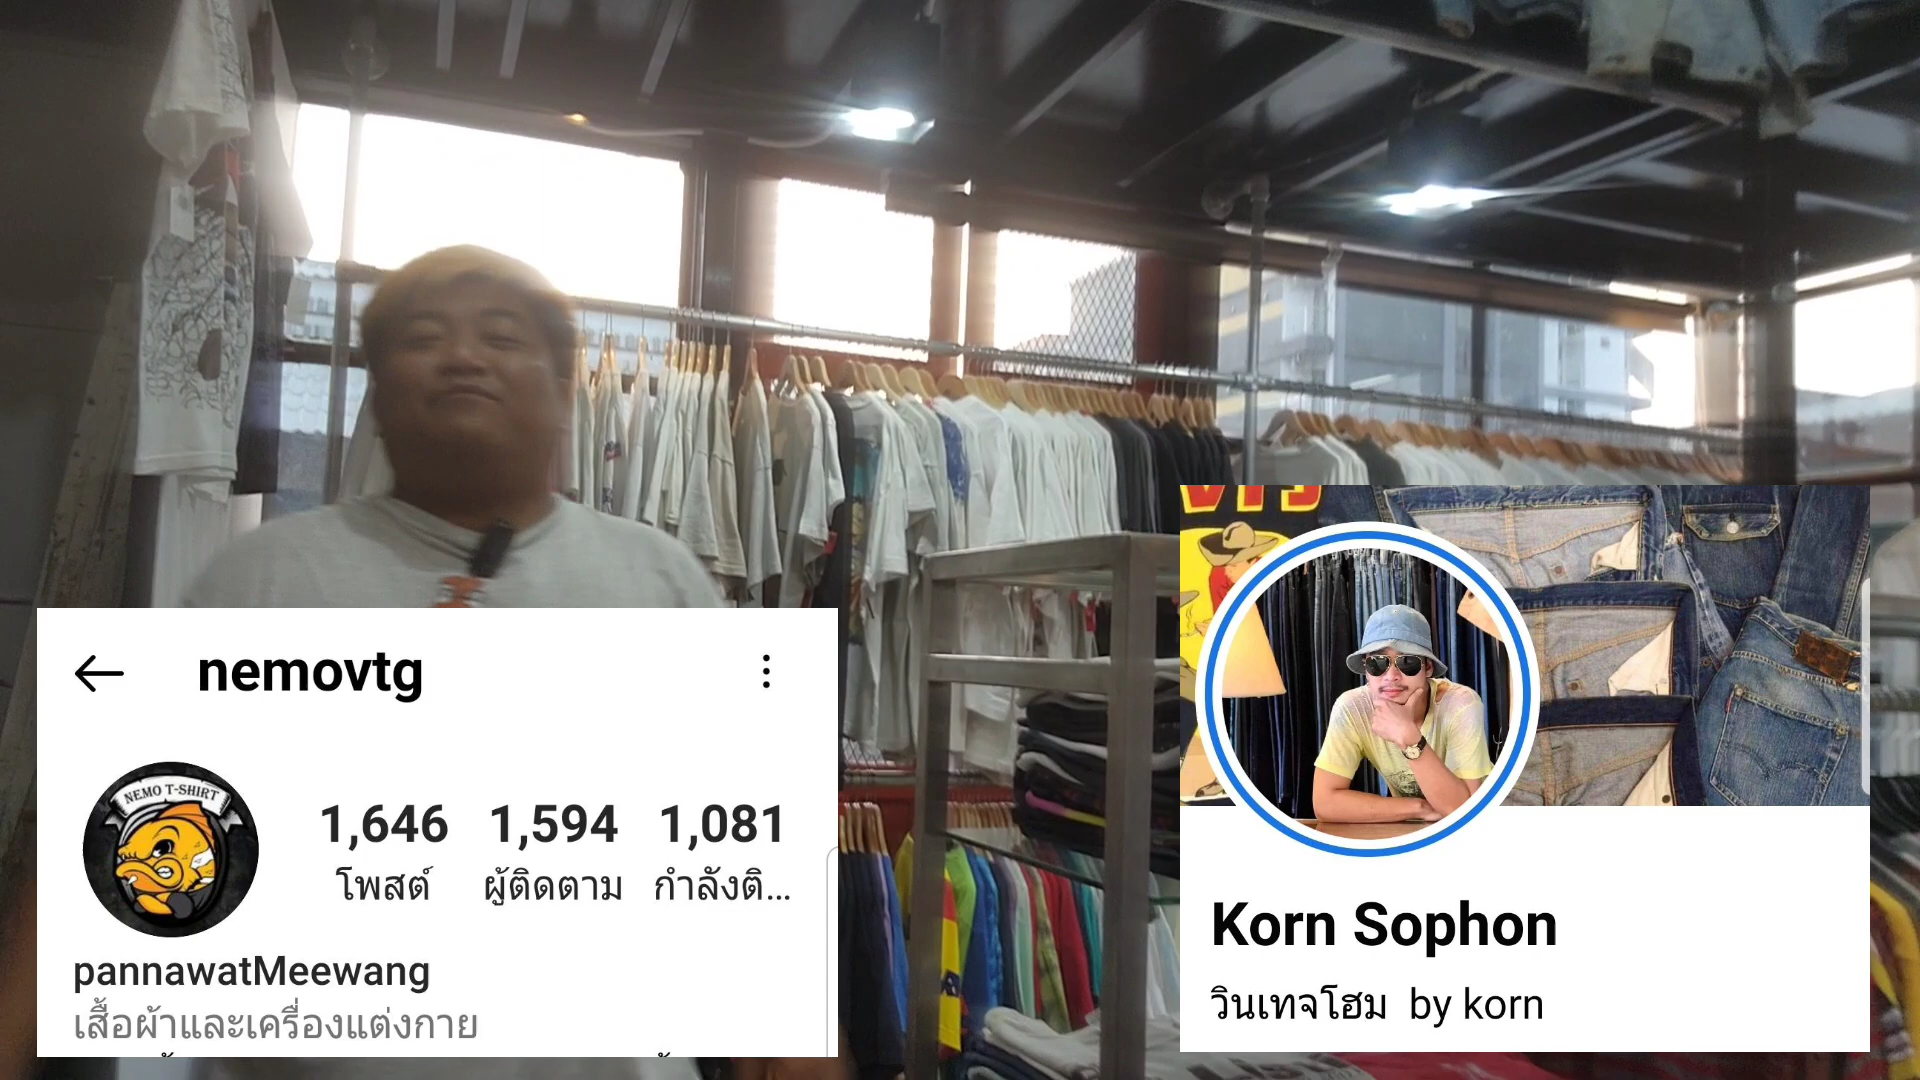 nemovtg
NEMO T-SHIRT
1,646 1,594 1,081
โพสต์ ผู้ติดตาม กำลังติ...
pannawatMeewang
เสื้อผ้าและเครื่องแต่งกาย
Korn Sophon
วินเทจโฮม by korn